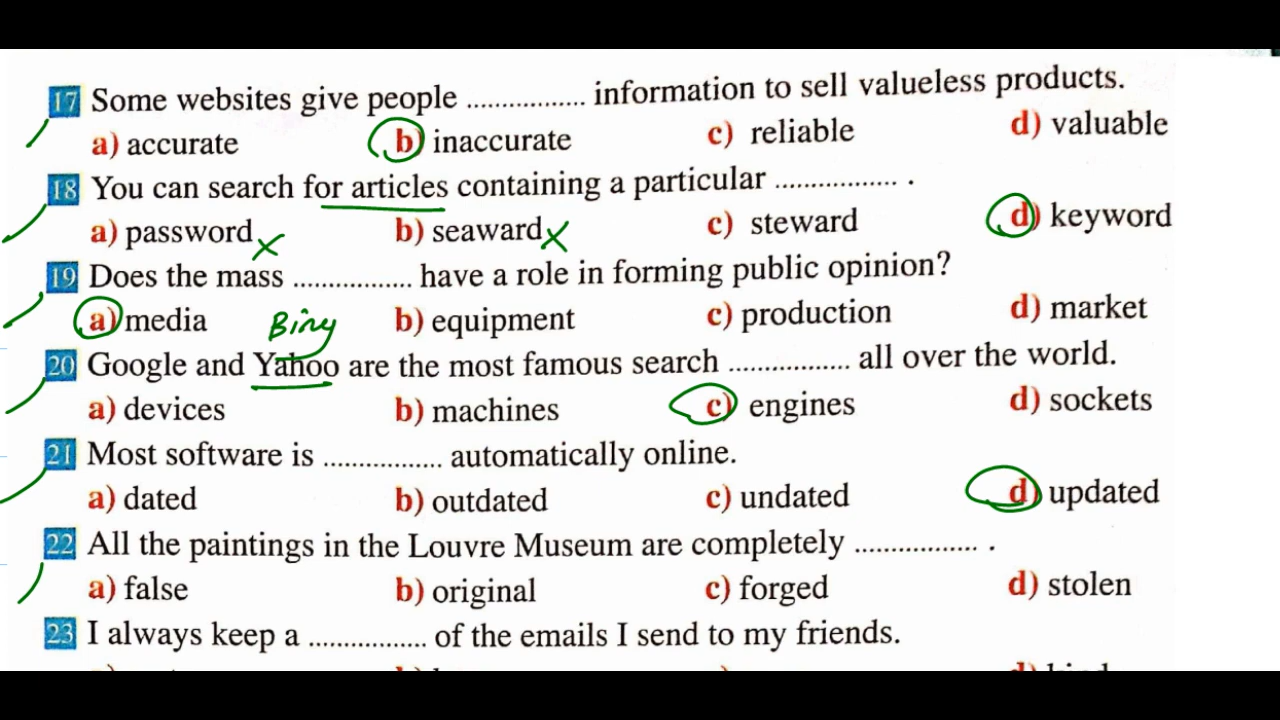 17 Some websites give people ................. information to sell valueless products.
a) accurate b) inaccurate c) reliable d) valuable
18 You can search for articles containing a particular ................. .
a) password x b) seaward x c) steward d) keyword
19 Does the mass ................. have a role in forming public opinion?
a) media b) equipment c) production d) market
Biny
20 Google and Yahoo are the most famous search ................. all over the world.
a) devices b) machines c) engines d) sockets
21 Most software is ................. automatically online.
a) dated b) outdated c) undated d) updated
22 All the paintings in the Louvre Museum are completely ................. .
a) false b) original c) forged d) stolen
23 I always keep a ................. of the emails I send to my friends.